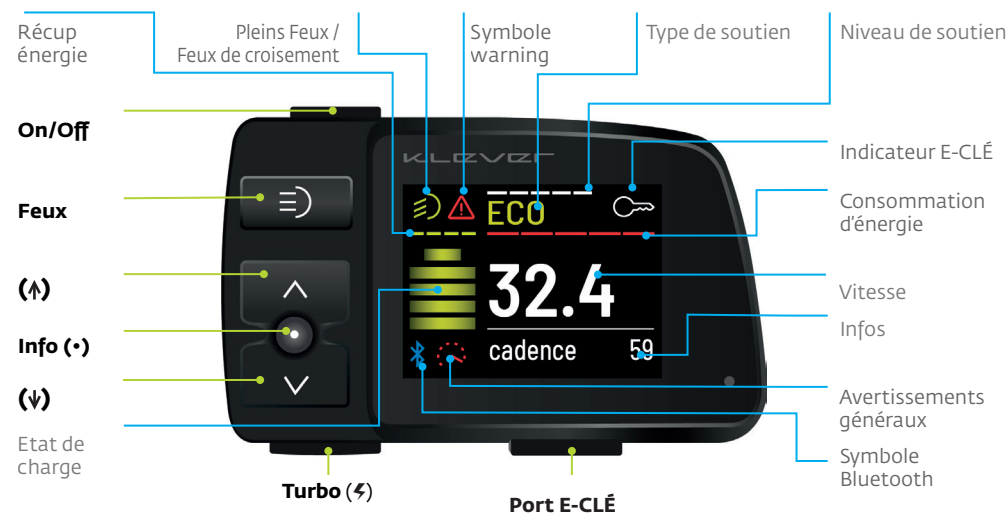 Récup
énergie
Pleins Feux /
Feux de croisement
Symbole
warning
Type de soutien
Niveau de soutien
On/Off
Feux
(↑)
Info (•)
(↓)
Etat de
charge
KLEVER
ECO
32.4
cadence 59
Indicateur E-CLÉ
Consommation
d'énergie
Vitesse
Infos
Avertissements
généraux
Symbole
Bluetooth
Turbo (⚡)
Port E-CLÉ